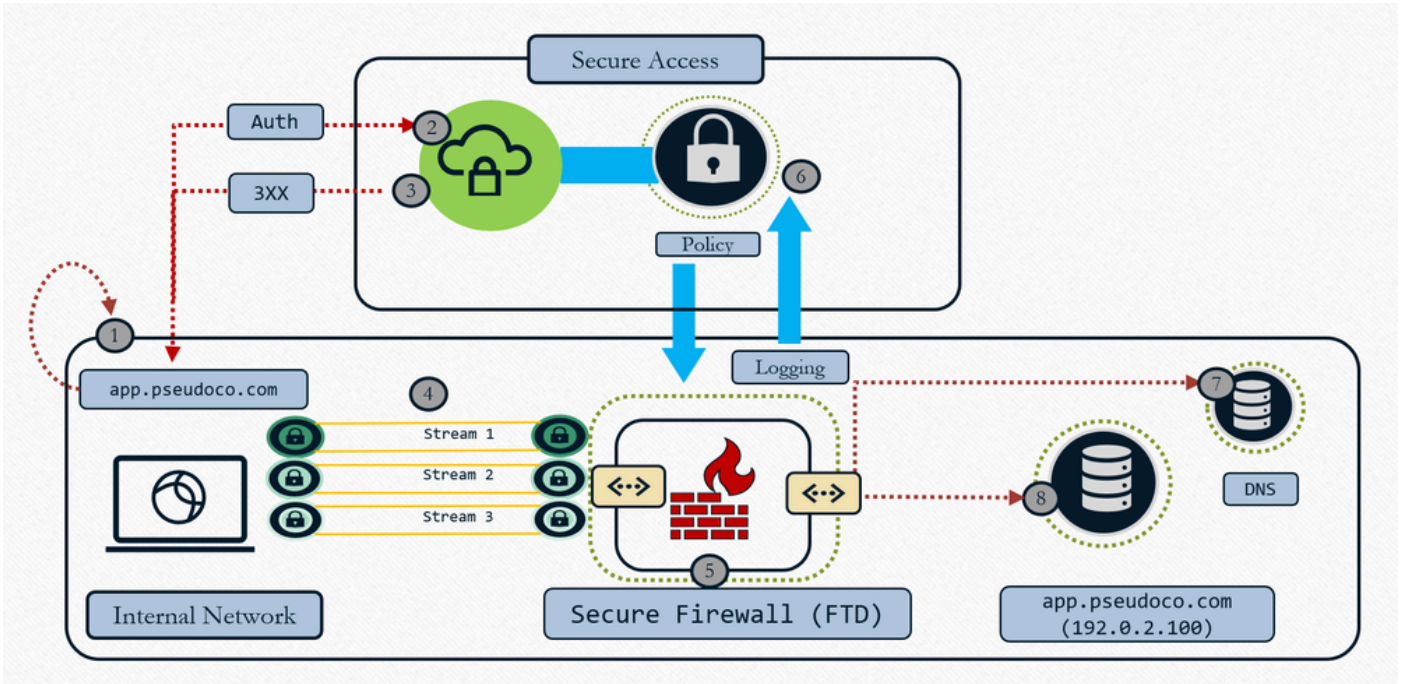 Secure Access
Auth
2
3XX
3
6
Policy
1
app.pseudoco.com
4
Logging
7
Stream 1
Stream 2
Stream 3
8
DNS
5
Internal Network
Secure Firewall (FTD)
app.pseudoco.com
(192.0.2.100)